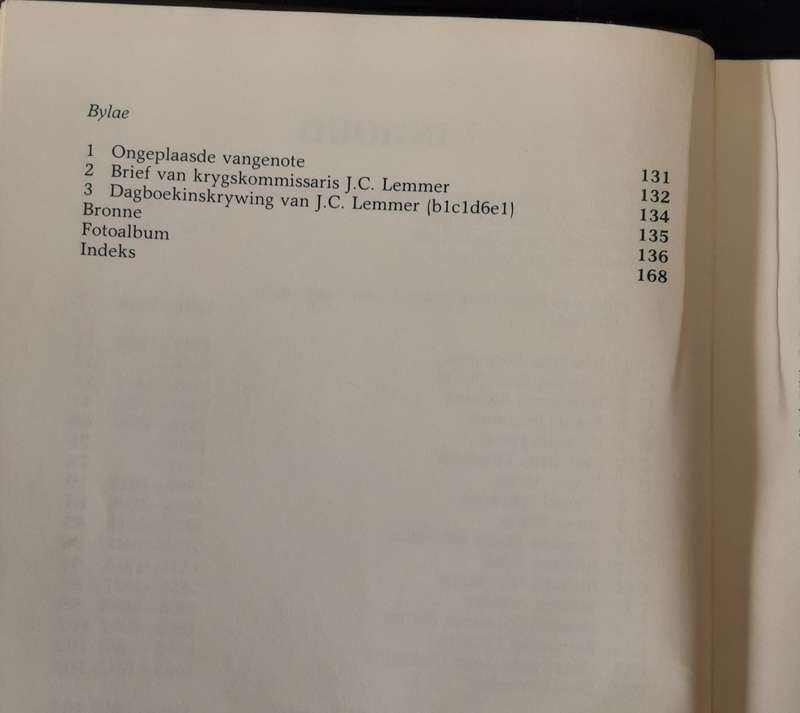 Bylae
1 Ongeplaasde vangenote 131
2 Brief van krygskommissaris J.C. Lemmer 132
3 Dagboekinskrywing van J.C. Lemmer (b1c1d6e1) 134
Bronne 135
Fotoalbum 136
Indeks 168